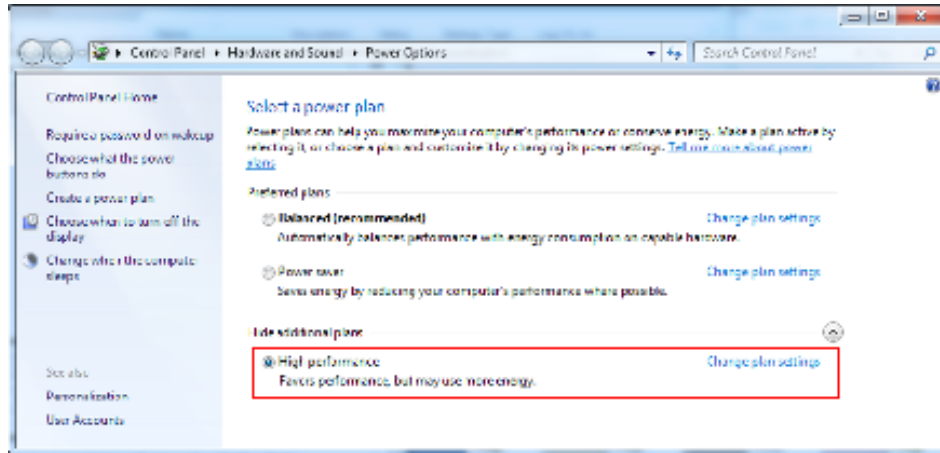 Control Panel ▸ Hardware and Sound ▸ Power Options
Search Control Panel
Control Panel Home
Require a password on wakeup
Choose what the power
buttons do
Create a power plan
Choose when to turn off the
display
Change when the computer
sleeps
See also
Personalization
User Accounts
Select a power plan
Power plans can help you maximize your computer's performance or conserve energy. Make a plan active by
selecting it, or choose a plan and customize it by changing its power settings. Tell me more about power
plans
Preferred plans
Balanced (recommended) Change plan settings
Automatically balances performance with energy consumption on capable hardware.
Power saver Change plan settings
Saves energy by reducing your computer's performance where possible.
Hide additional plans
High performance Change plan settings
Favors performance, but may use more energy.